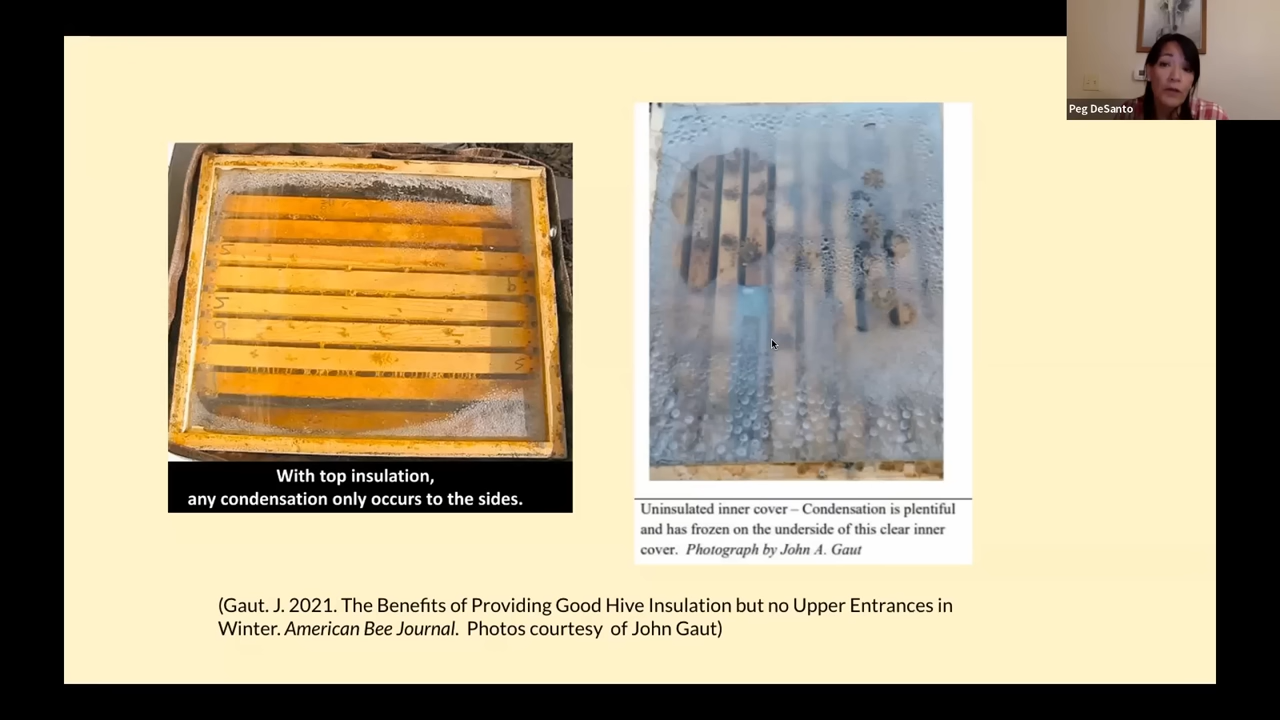 Peg DeSanto
With top insulation,
any condensation only occurs to the sides.
Uninsulated inner cover – Condensation is plentiful
and has frozen on the underside of this clear inner
cover. Photograph by John A. Gaut
(Gaut. J. 2021. The Benefits of Providing Good Hive Insulation but no Upper Entrances in
Winter. American Bee Journal. Photos courtesy of John Gaut)